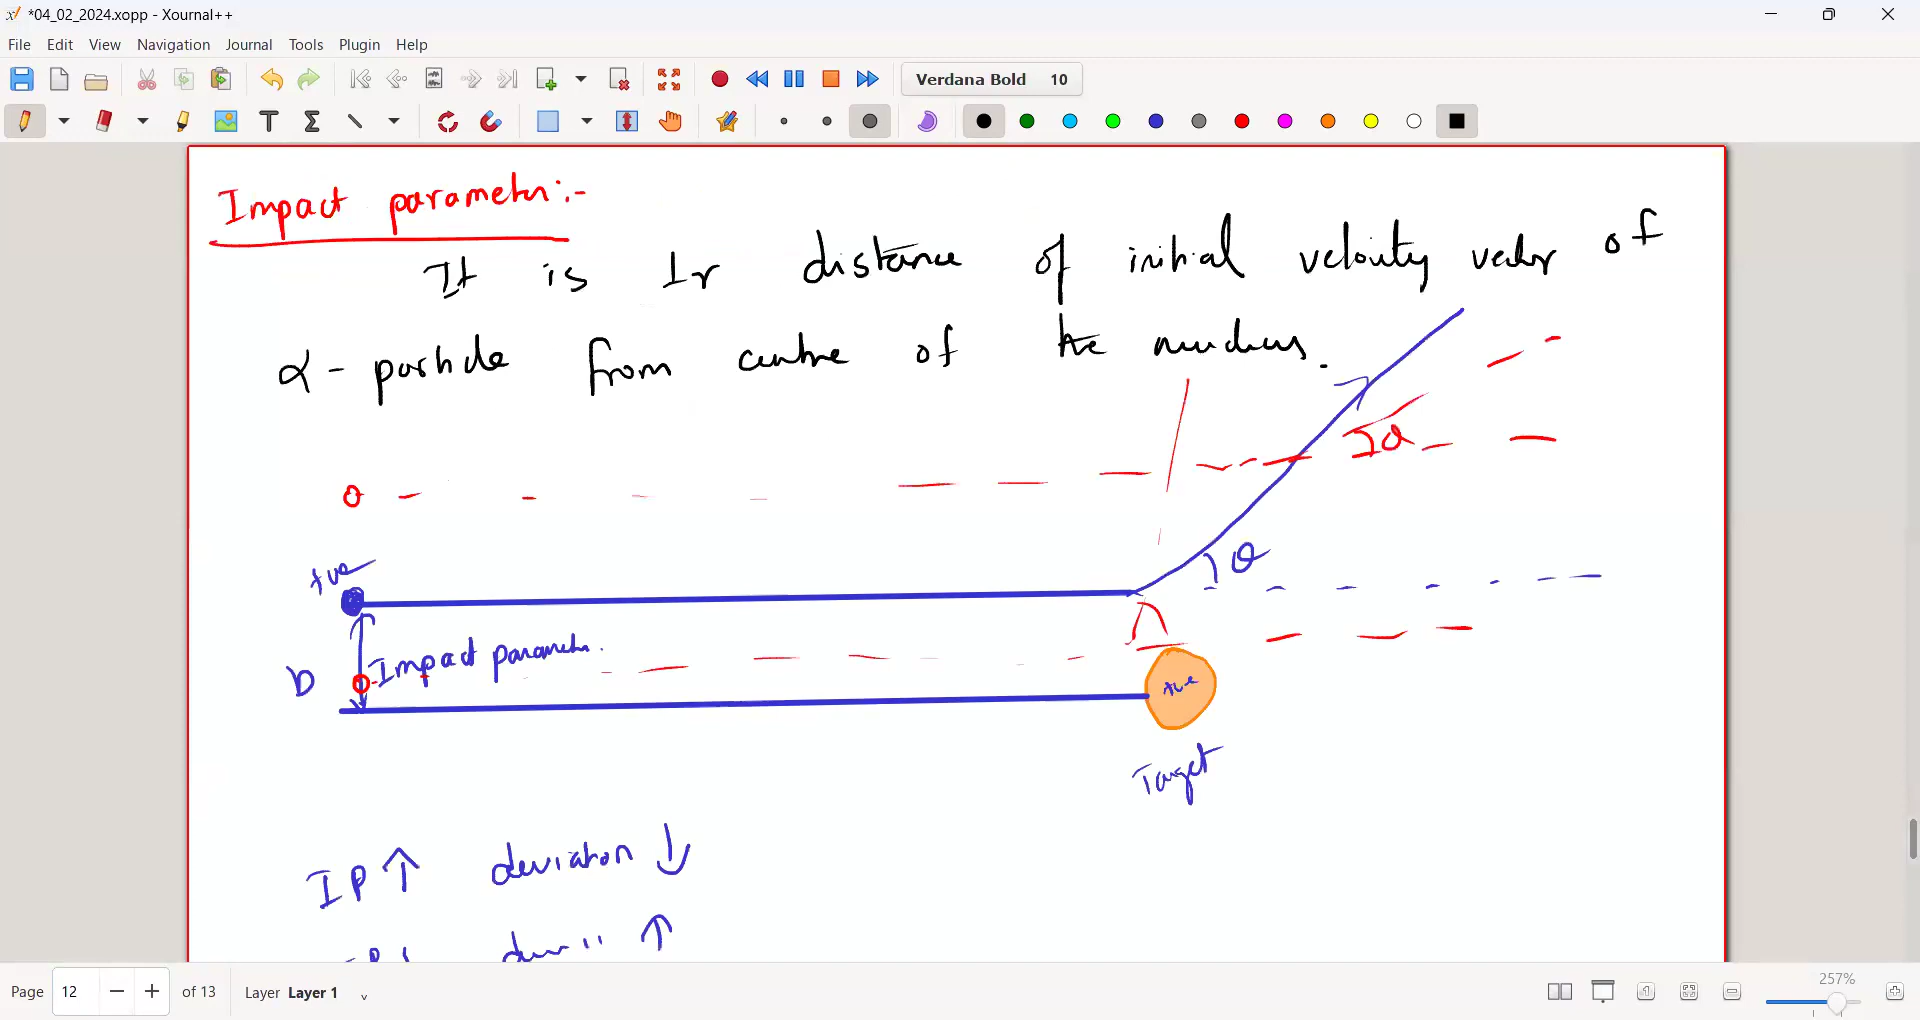 *04_02_2024.xopp - Xournal++
File Edit View Navigation Journal Tools Plugin Help
Verdana Bold 10
Impact parameter:-
It is ⊥r distance of initial velocity vector of
α - particle from centre of the nucleus.
θ
+ve
θ
b Impact parameter.
+ve
Target
IP ↑ deviation ↓
IP ↓ ↑
Page 12 of 13 Layer Layer 1 257%